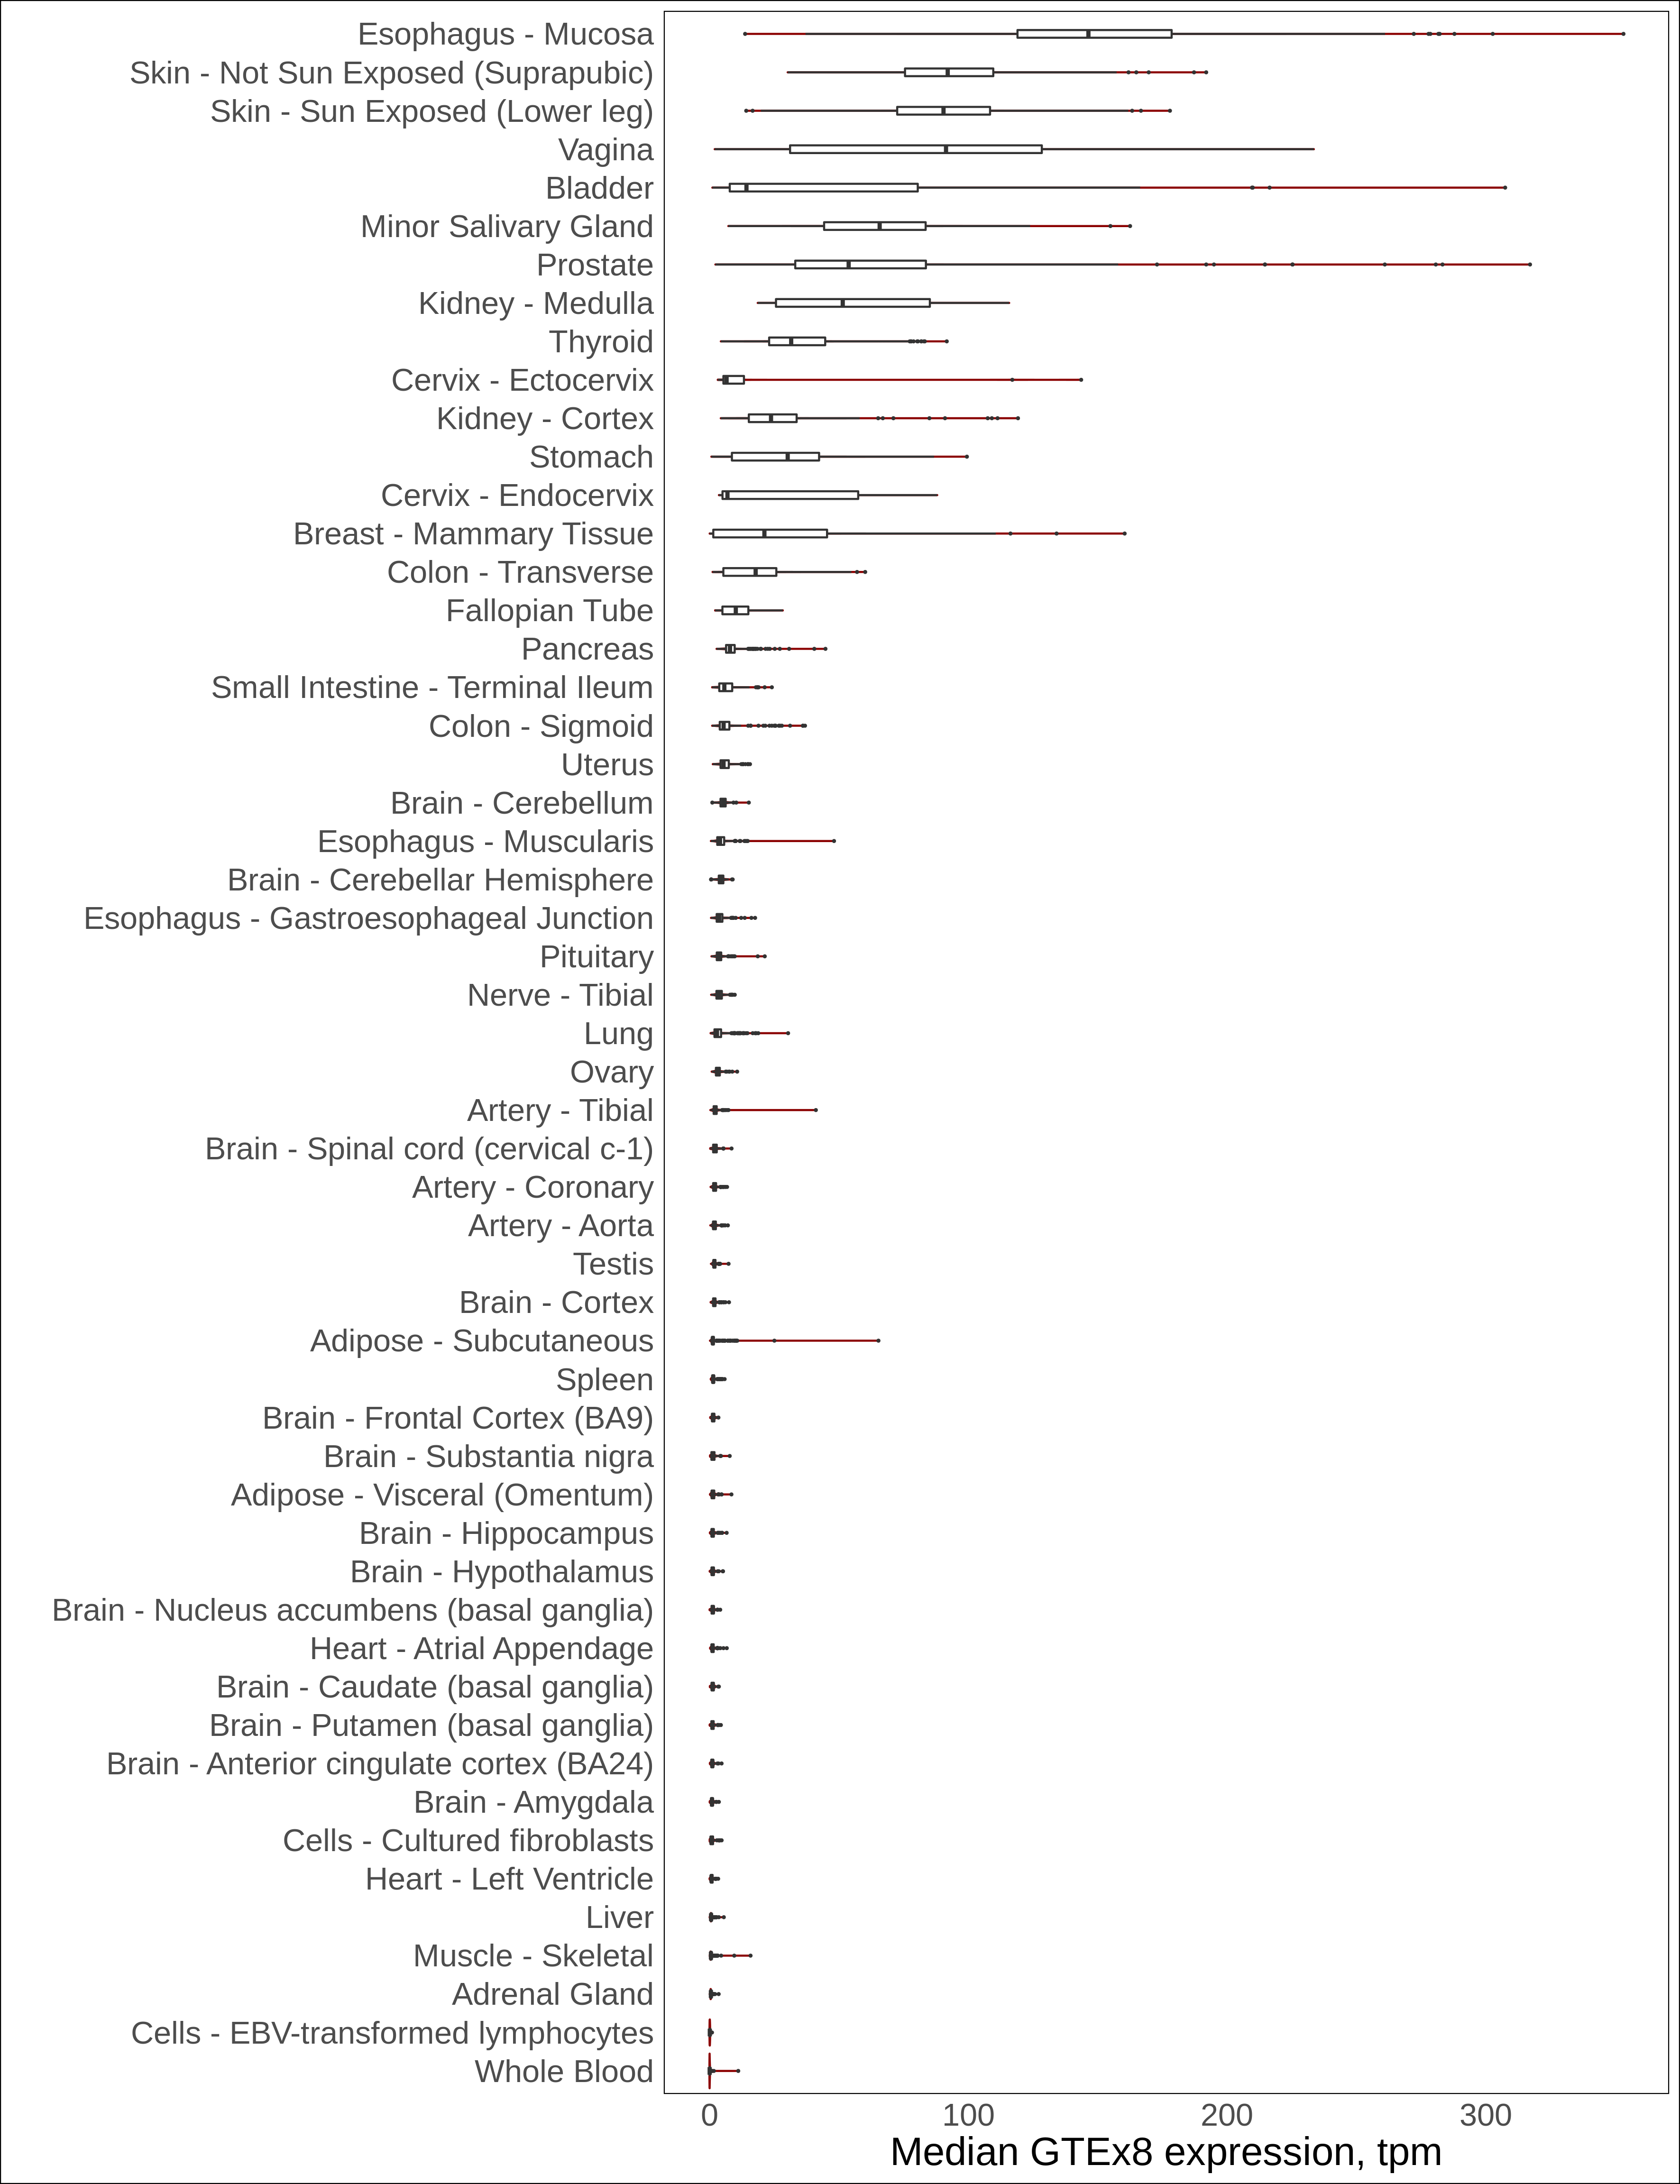 Esophagus - Mucosa
Skin - Not Sun Exposed (Suprapubic)
Skin - Sun Exposed (Lower leg)
Vagina
Bladder
Minor Salivary Gland
Prostate
Kidney - Medulla
Thyroid
Cervix - Ectocervix
Kidney - Cortex
Stomach
Cervix - Endocervix
Breast - Mammary Tissue
Colon - Transverse
Fallopian Tube
Pancreas
Small Intestine - Terminal Ileum
Colon - Sigmoid
Uterus
Brain - Cerebellum
Esophagus - Muscularis
Brain - Cerebellar Hemisphere
Esophagus - Gastroesophageal Junction
Pituitary
Nerve - Tibial
Lung
Ovary
Artery - Tibial
Brain - Spinal cord (cervical c-1)
Artery - Coronary
Artery - Aorta
Testis
Brain - Cortex
Adipose - Subcutaneous
Spleen
Brain - Frontal Cortex (BA9)
Brain - Substantia nigra
Adipose - Visceral (Omentum)
Brain - Hippocampus
Brain - Hypothalamus
Brain - Nucleus accumbens (basal ganglia)
Heart - Atrial Appendage
Brain - Caudate (basal ganglia)
Brain - Putamen (basal ganglia)
Brain - Anterior cingulate cortex (BA24)
Brain - Amygdala
Cells - Cultured fibroblasts
Heart - Left Ventricle
Liver
Muscle - Skeletal
Adrenal Gland
Cells - EBV-transformed lymphocytes
Whole Blood
0 100 200 300
Median GTEx8 expression, tpm